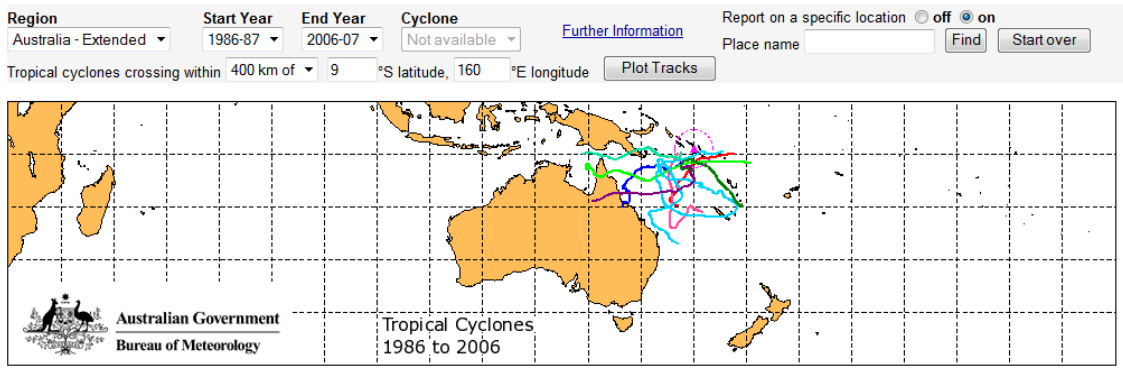 Region Start Year End Year Cyclone Further Information Report on a specific location off on
Australia - Extended 1986-87 2006-07 Not available Place name Find Start over
Tropical cyclones crossing within 400 km of 9 °S latitude, 160 °E longitude Plot Tracks
Australian Government
Bureau of Meteorology
Tropical Cyclones
1986 to 2006